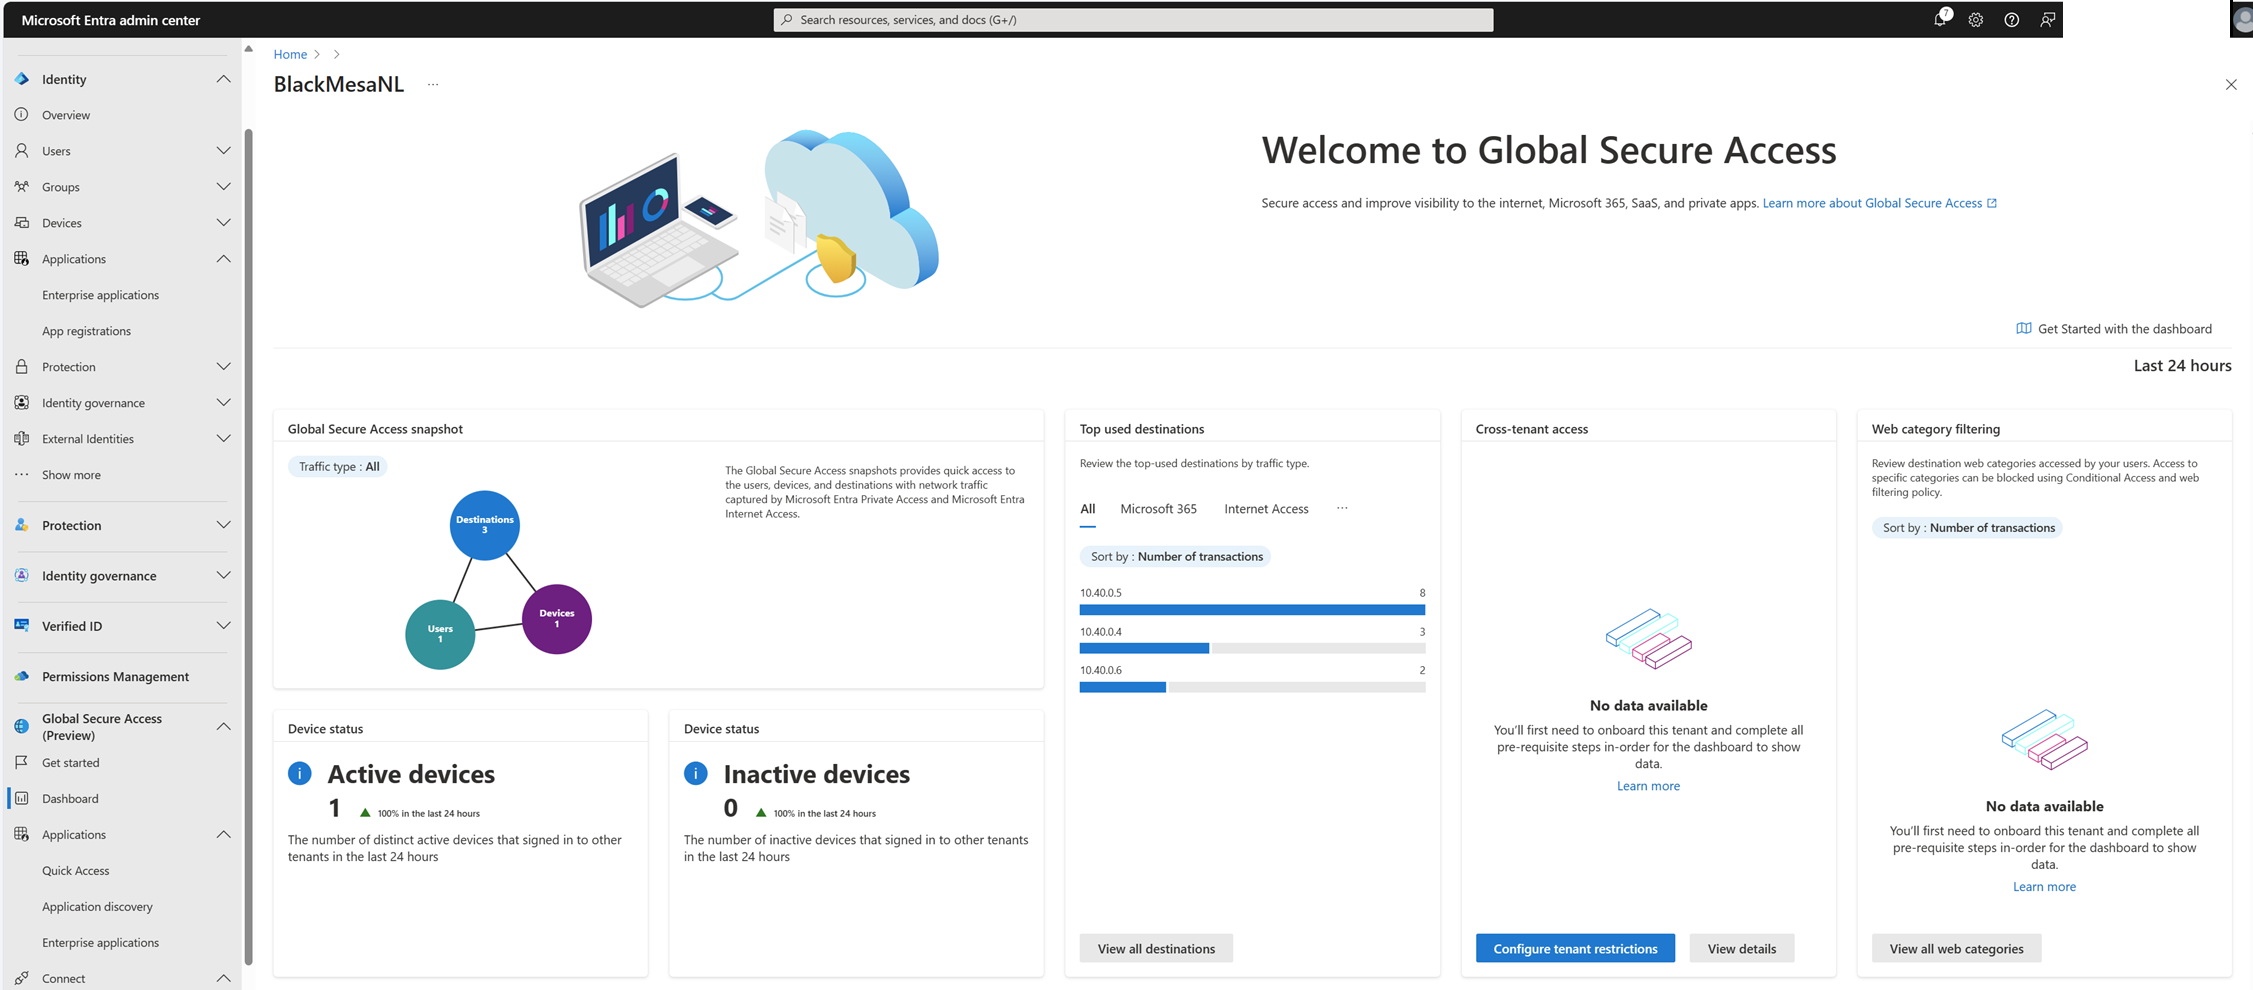 Microsoft Entra admin center
Search resources, services, and docs (G+/)
7
Identity
Overview
Users
Groups
Devices
Applications
Enterprise applications
App registrations
Protection
Identity governance
External Identities
Show more
Protection
Identity governance
Verified ID
Permissions Management
Global Secure Access
(Preview)
Get started
Dashboard
Applications
Quick Access
Application discovery
Enterprise applications
Connect
Home
BlackMesaNL
Welcome to Global Secure Access
Secure access and improve visibility to the internet, Microsoft 365, SaaS, and private apps. Learn more about Global Secure Access
Get Started with the dashboard
Last 24 hours
Global Secure Access snapshot
Traffic type : All
Destinations
3
Users
1
Devices
1
The Global Secure Access snapshots provides quick access to
the users, devices, and destinations with network traffic
captured by Microsoft Entra Private Access and Microsoft Entra
Internet Access.
Device status
Active devices
1
100% in the last 24 hours
The number of distinct active devices that signed in to other
tenants in the last 24 hours
Device status
Inactive devices
0
100% in the last 24 hours
The number of inactive devices that signed in to other tenants
in the last 24 hours
Top used destinations
Review the top-used destinations by traffic type.
All Microsoft 365 Internet Access
Sort by : Number of transactions
10.40.0.5 8
10.40.0.4 3
10.40.0.6 2
View all destinations
Cross-tenant access
No data available
You'll first need to onboard this tenant and complete all
pre-requisite steps in-order for the dashboard to show
data.
Learn more
Configure tenant restrictions
View details
Web category filtering
Review destination web categories accessed by your users. Access to
specific categories can be blocked using Conditional Access and web
filtering policy.
Sort by : Number of transactions
No data available
You'll first need to onboard this tenant and complete all
pre-requisite steps in-order for the dashboard to show
data.
Learn more
View all web categories